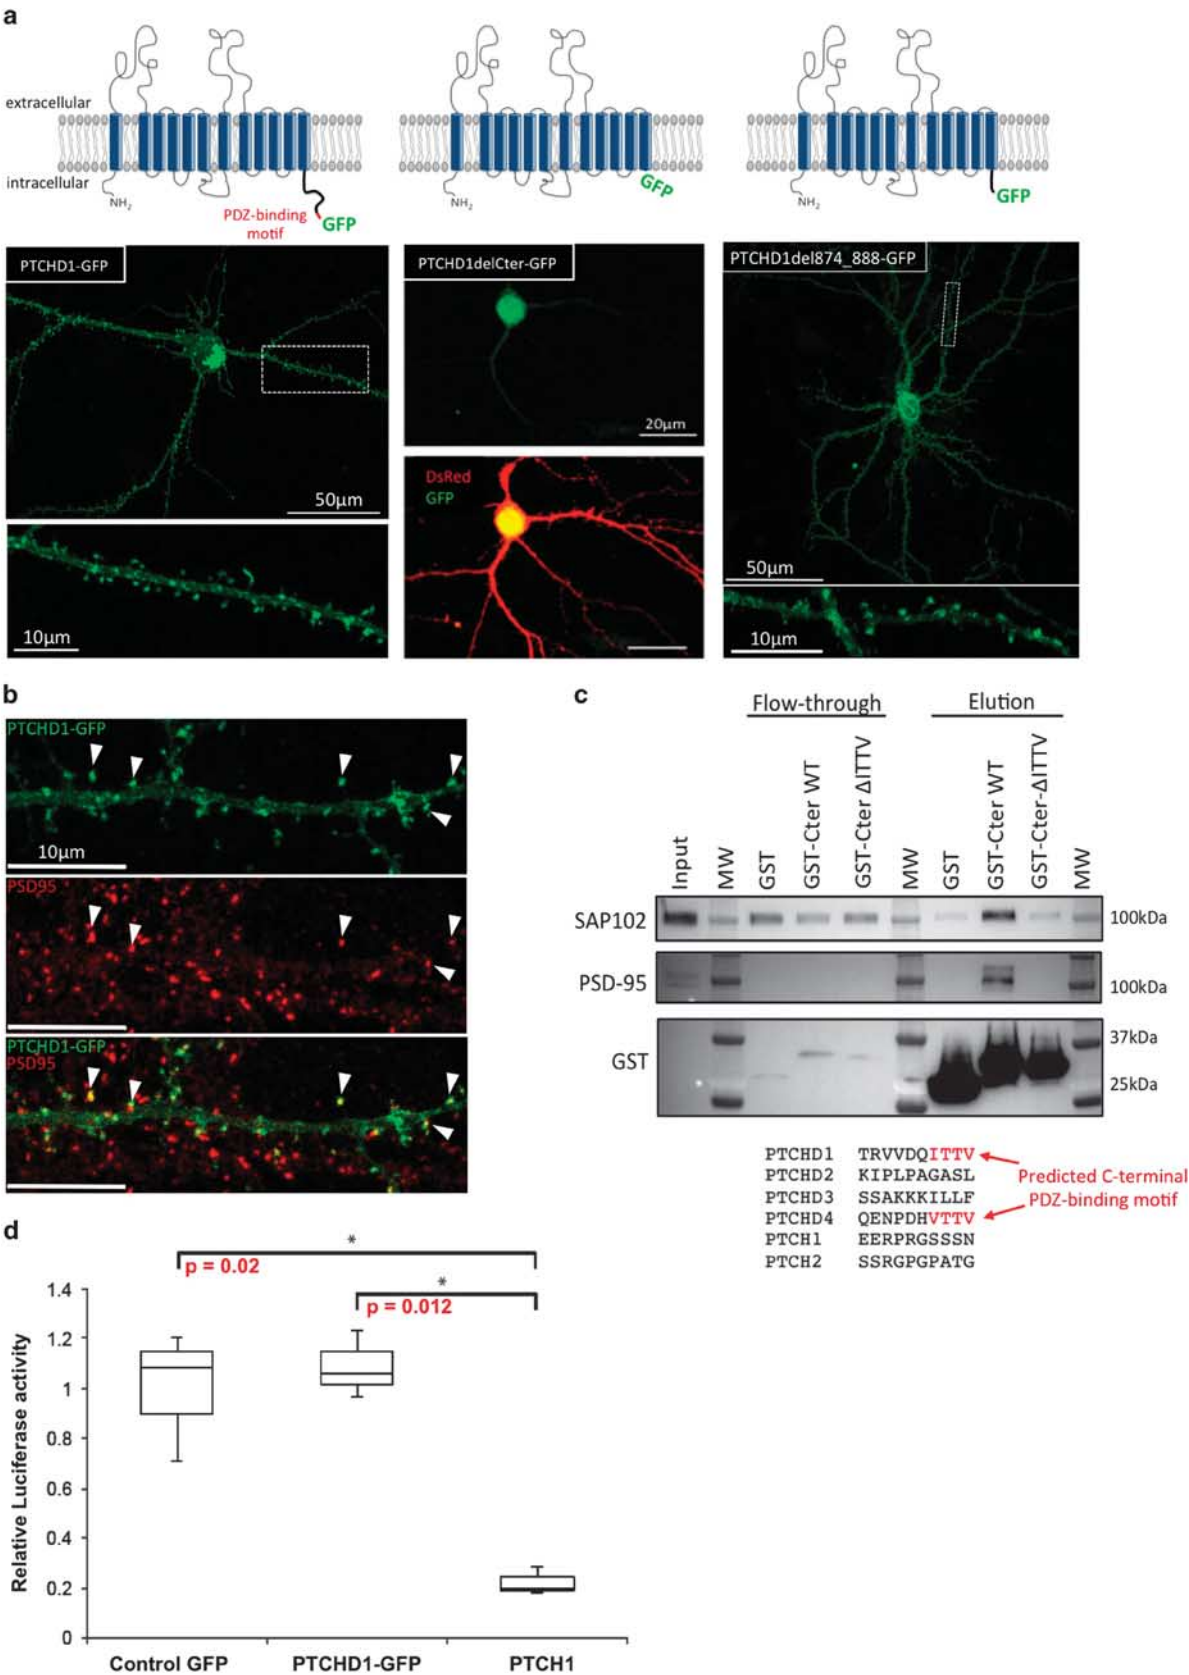 a
extracellular
intracellular
NH2
PDZ-binding
motif
GFP
NH2
GFP
NH2
GFP
PTCHD1-GFP
50µm
10µm
PTCHD1delCter-GFP
20µm
DsRed
GFP
PTCHD1del874_888-GFP
50µm
10µm
b
PTCHD1-GFP
10µm
PSD95
PTCHD1-GFP
PSD95
c
Flow-through
Elution
Input
MW
GST
GST-Cter WT
GST-Cter ΔITTV
MW
GST
GST-Cter WT
GST-Cter-ΔITTV
MW
SAP102
100kDa
PSD-95
100kDa
GST
37kDa
25kDa
PTCHD1 TRVVDQITTV
PTCHD2 KIPLPAGASL
PTCHD3 SSAKKKILLF
PTCHD4 QENPDHVTTV
PTCH1 EERPRGSSSN
PTCH2 SSRGPGPATG
Predicted C-terminal
PDZ-binding motif
d
*
p = 0.02
*
p = 0.012
Relative Luciferase activity
1.4
1.2
1
0.8
0.6
0.4
0.2
0
Control GFP
PTCHD1-GFP
PTCH1